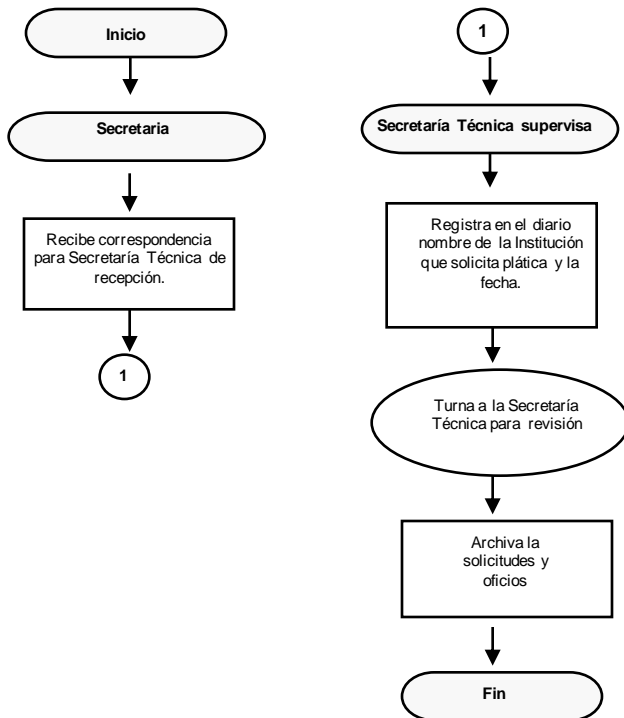 Inicio
Secretaria
Recibe correspondencia
para Secretaría Técnica de
recepción.
1
1
Secretaría Técnica supervisa
Registra en el diario
nombre de la Institución
que solicita plática y la
fecha.
Turna a la Secretaría
Técnica para revisión
Archiva la
solicitudes y
oficios
Fin